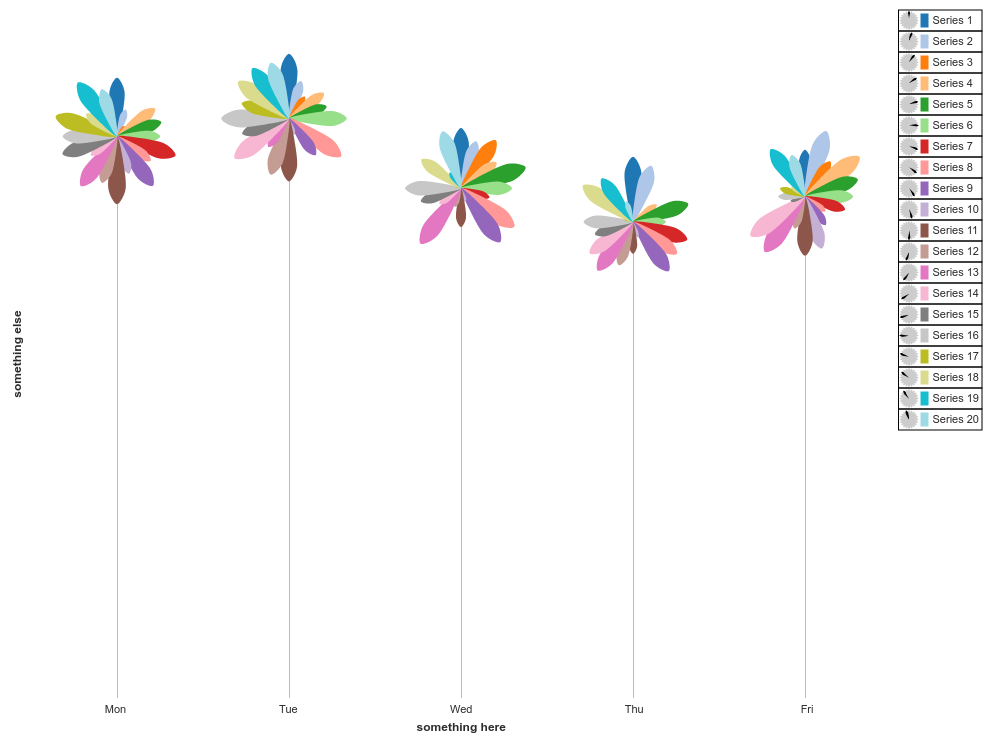 Series 1
Series 2
Series 3
Series 4
Series 5
Series 6
Series 7
Series 8
Series 9
Series 10
Series 11
Series 12
Series 13
Series 14
Series 15
Series 16
Series 17
Series 18
Series 19
Series 20
something else
Mon Tue Wed Thu Fri
something here